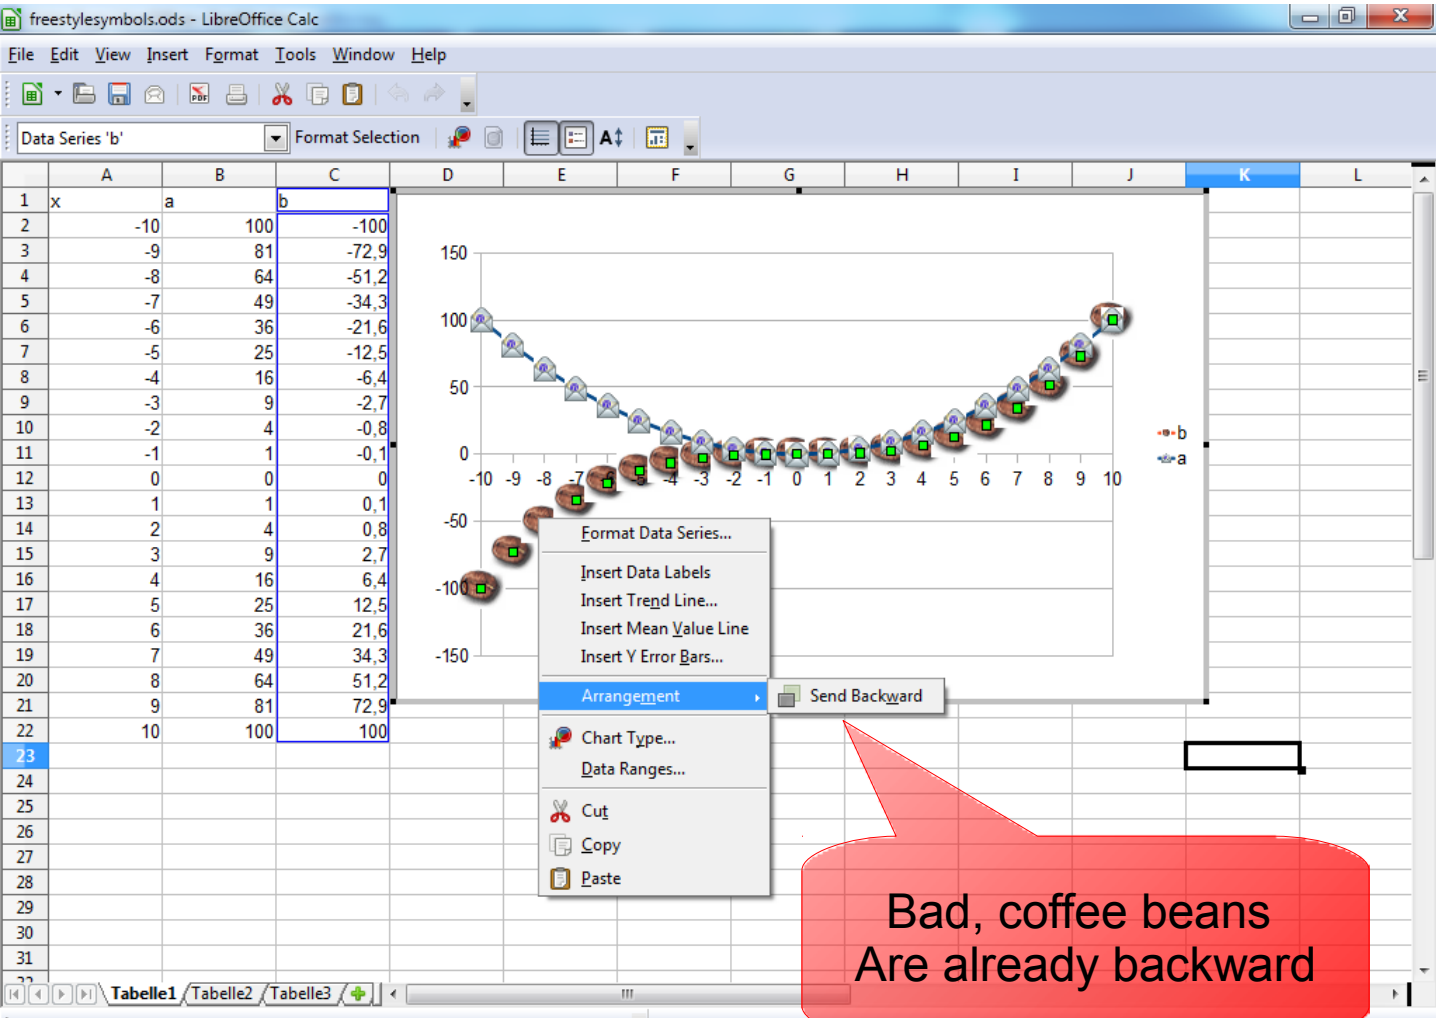 freestylesymbols.ods - LibreOffice Calc
File Edit View Insert Format Tools Window Help
PDF
Data Series 'b' Format Selection
A B C D E F G H I J K L
1 x a b
2 -10 100 -100
3 -9 81 -72,9
4 -8 64 -51,2
5 -7 49 -34,3
6 -6 36 -21,6
7 -5 25 -12,5
8 -4 16 -6,4
9 -3 9 -2,7
10 -2 4 -0,8
11 -1 1 -0,1
12 0 0 0
13 1 1 0,1
14 2 4 0,8
15 3 9 2,7
16 4 16 6,4
17 5 25 12,5
18 6 36 21,6
19 7 49 34,3
20 8 64 51,2
21 9 81 72,9
22 10 100 100
23
24
25
26
27
28
29
30
31
150
100
50
0
-50
-100
-150
-10 -9 -8 -7 -5 -4 -3 -2 -1 0 1 2 3 4 5 6 7 8 9 10
b
a
Format Data Series...
Insert Data Labels
Insert Trend Line...
Insert Mean Value Line
Insert Y Error Bars...
Arrangement
Send Backward
Chart Type...
Data Ranges...
Cut
Copy
Paste
Bad, coffee beans
Are already backward
Tabelle1 Tabelle2 Tabelle3